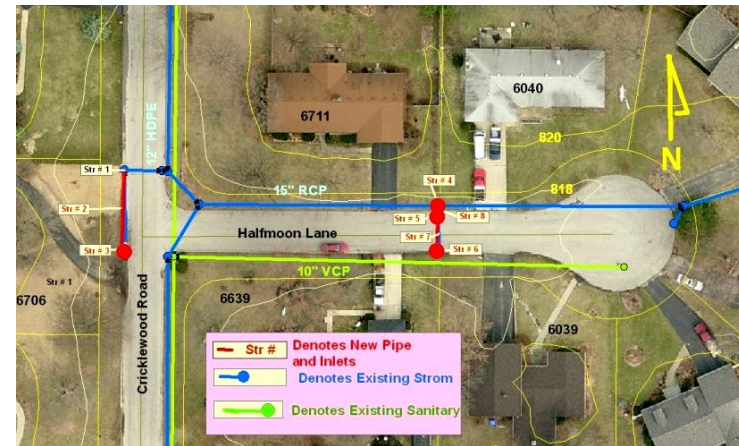 6040
6711
820
N
12" HDPE
Str # 1
Str # 4
15" RCP
818
Str # 2
Str # 5
Str # 8
Halfmoon Lane
Str # 7
Str # 3
Str # 6
10" VCP
Str # 1
6706
6639
6039
Cricklewood Road
Str #
Denotes New Pipe
and Inlets
Denotes Existing Strom
Denotes Existing Sanitary